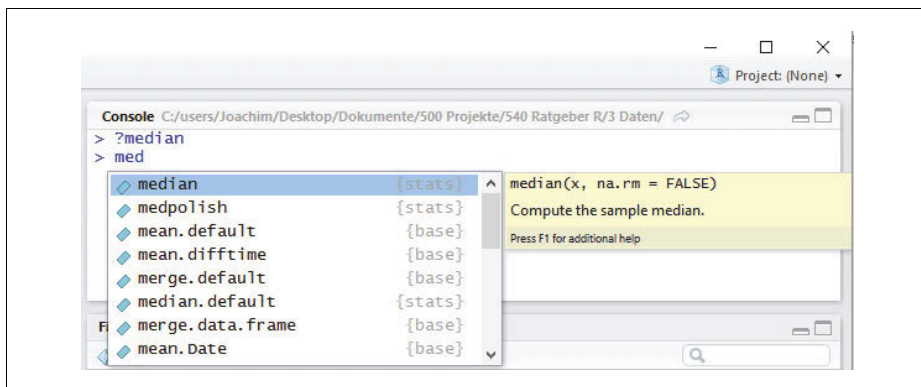 Project: (None)
Console C:/users/Joachim/Desktop/Dokumente/500 Projekte/540 Ratgeber R/3 Daten/
> ?median
> med
median {stats}
medpolish {stats}
mean.default {base}
mean.difftime {base}
merge.default {base}
median.default {stats}
merge.data.frame {base}
mean.Date {base}
median(x, na.rm = FALSE)
Compute the sample median.
Press F1 for additional help